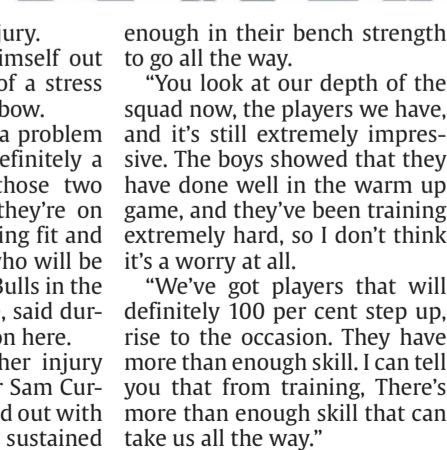 jury.
imself out
of a stress
bow.
a problem
efinitely a
those two
they're on
ing fit and
who will be
Bulls in the
, said dur-
on here.
her injury
r Sam Cur-
d out with
sustained
enough in their bench strength
to go all the way.
“You look at our depth of the
squad now, the players we have,
and it's still extremely impres-
sive. The boys showed that they
have done well in the warm up
game, and they've been training
extremely hard, so I don't think
it's a worry at all.
“We've got players that will
definitely 100 per cent step up,
rise to the occasion. They have
more than enough skill. I can tell
you that from training, There's
more than enough skill that can
take us all the way.”